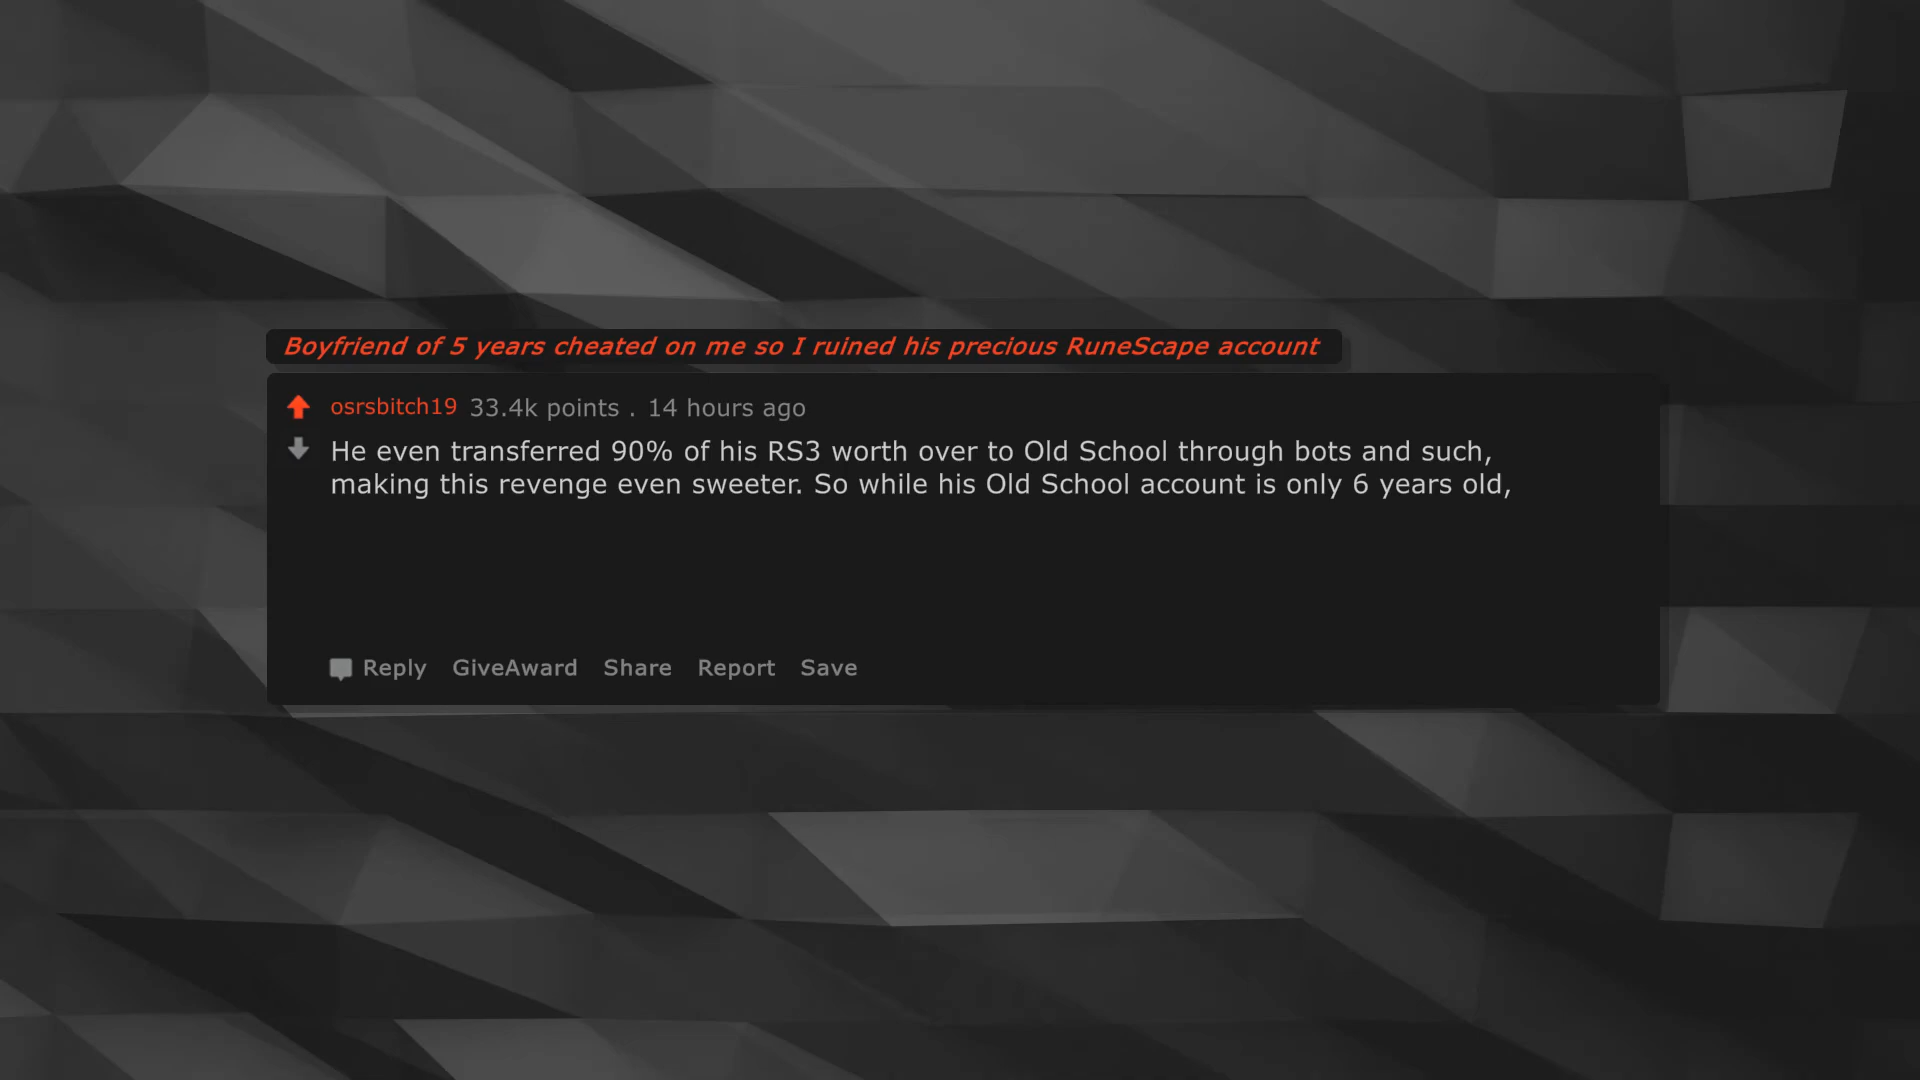 Boyfriend of 5 years cheated on me so I ruined his precious RuneScape account
osrsbitch19 33.4k points . 14 hours ago
He even transferred 90% of his RS3 worth over to Old School through bots and such,
making this revenge even sweeter. So while his Old School account is only 6 years old,
Reply GiveAward Share Report Save